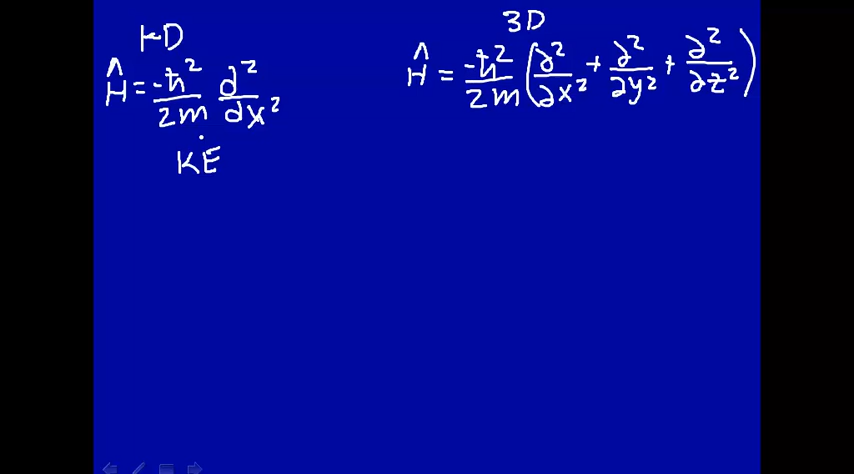 1-D
Ĥ = -ħ²/2m d²/dx²
KE
3D
Ĥ = -ħ²/2m (∂²/∂x² + ∂²/∂y² + ∂²/∂z²)